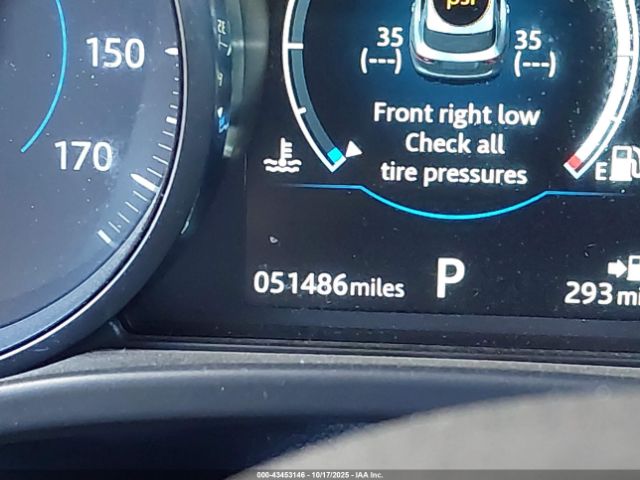 psi
150
35 35
(---) (---)
Front right low
Check all
tire pressures
170
E
051486miles P
293 mi
000-43453146 | 10/17/2025 | IAA Inc.